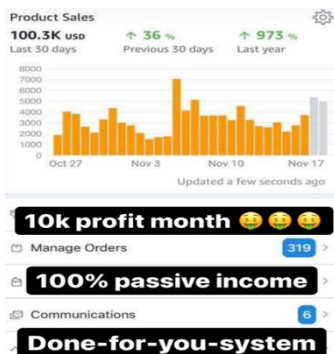 Product Sales
100.3K USD ↑ 36 % ↑ 973 %
Last 30 days Previous 30 days Last year
8000
7000
6000
5000
4000
3000
2000
1000
0
Oct 27 Nov 3 Nov 10 Nov 17
Updated a few seconds ago
10k profit month 🤑🤑🤑
Manage Orders 319 >
100% passive income >
Communications 6 >
Done-for-you-system